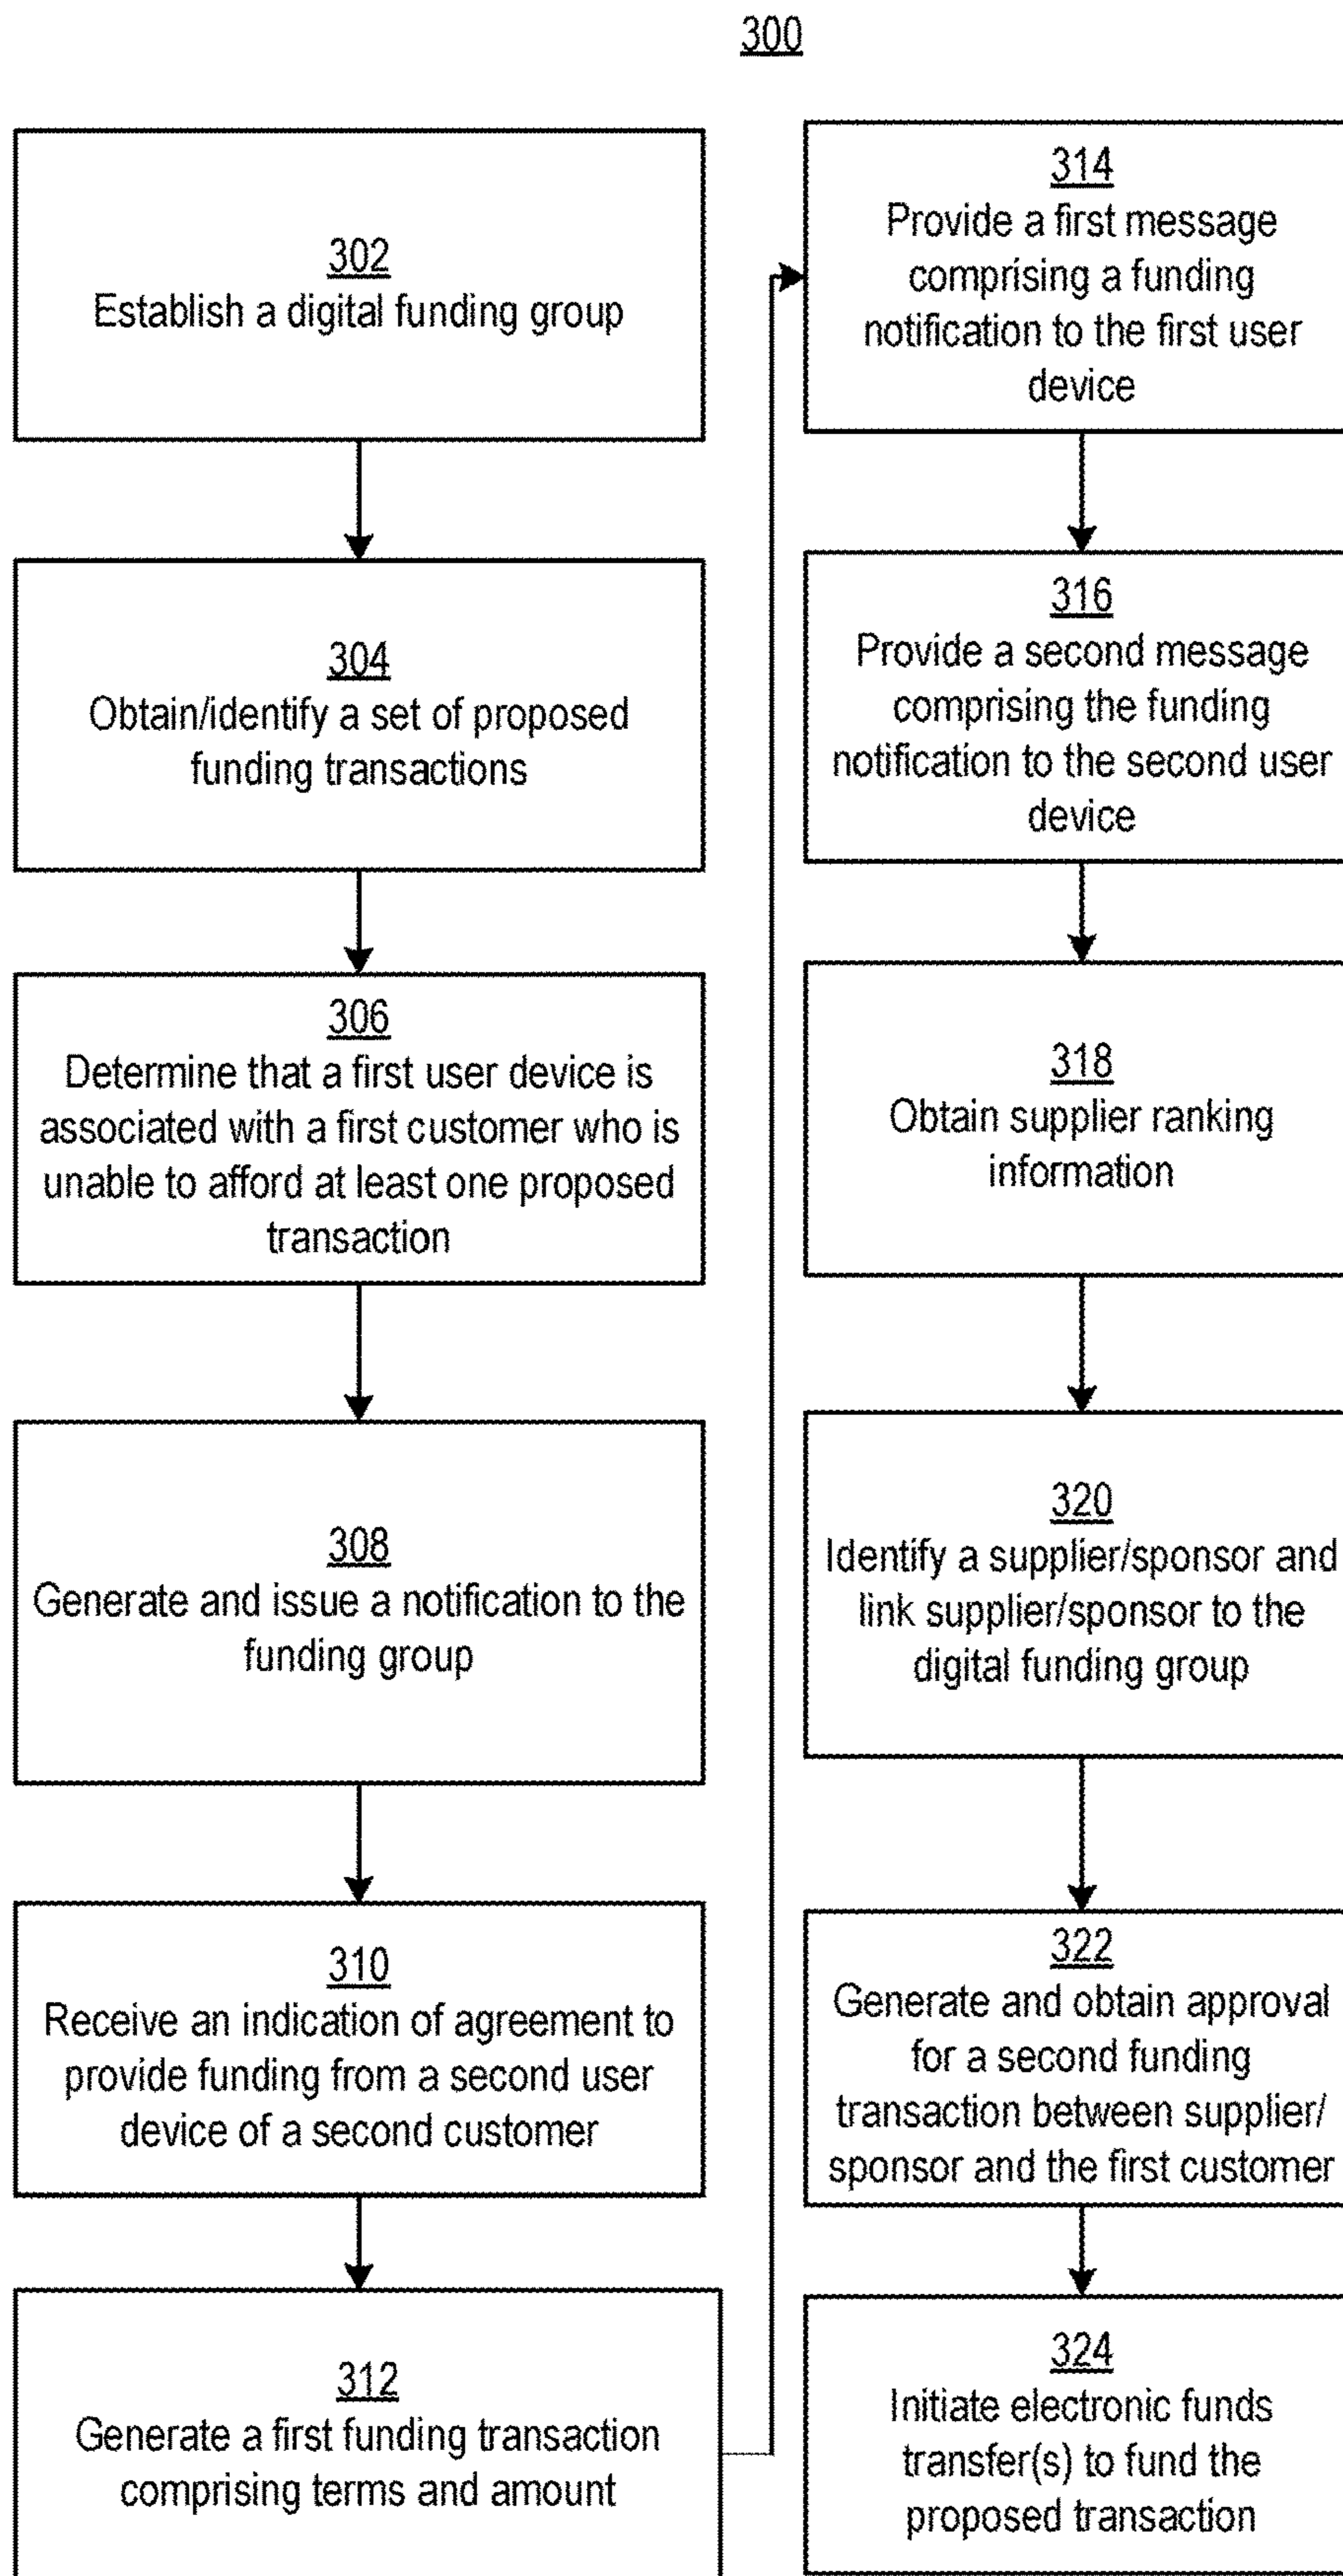 300
302
Establish a digital funding group
304
Obtain/identify a set of proposed
funding transactions
306
Determine that a first user device is
associated with a first customer who is
unable to afford at least one proposed
transaction
308
Generate and issue a notification to the
funding group
310
Receive an indication of agreement to
provide funding from a second user
device of a second customer
312
Generate a first funding transaction
comprising terms and amount
314
Provide a first message
comprising a funding
notification to the first user
device
316
Provide a second message
comprising the funding
notification to the second user
device
318
Obtain supplier ranking
information
320
Identify a supplier/sponsor and
link supplier/sponsor to the
digital funding group
322
Generate and obtain approval
for a second funding
transaction between supplier/
sponsor and the first customer
324
Initiate electronic funds
transfer(s) to fund the
proposed transaction